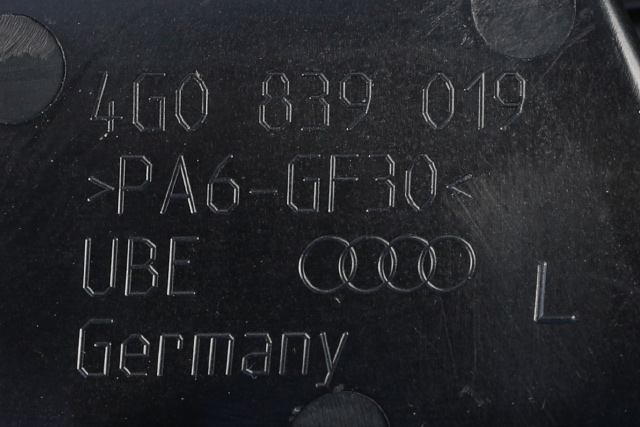 4G0 839 019
>PA6-GF30<
UBE
L
Germany